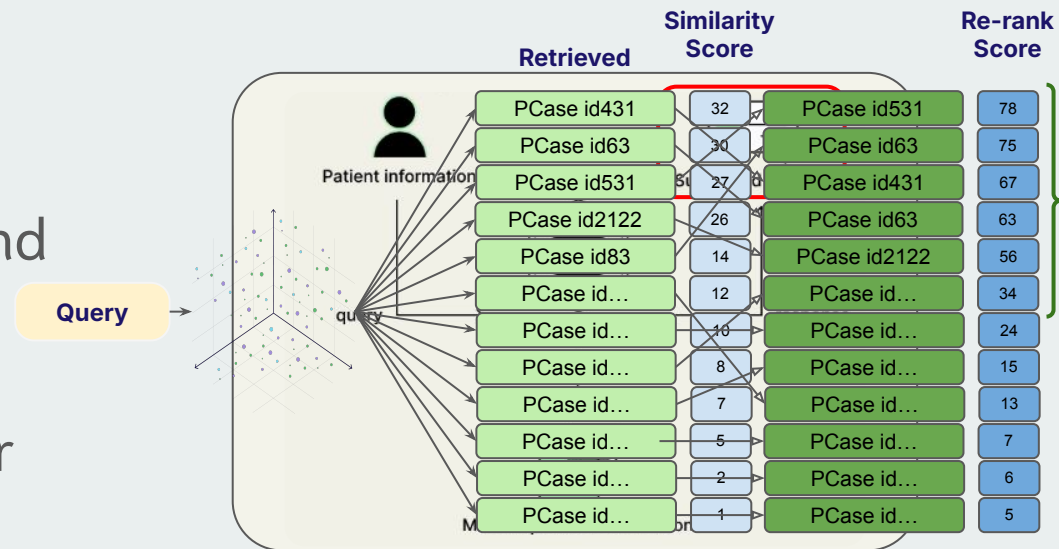 Similarity Score
Re-rank Score
Retrieved
PCase id431 32 PCase id531 78
PCase id63 30 PCase id63 75
Patient information
PCase id531 27 PCase id431 67
PCase id2122 26 PCase id63 63
nd
PCase id83 14 PCase id2122 56
PCase id… 12 PCase id… 34
Query
query
PCase id… 10 PCase id… 24
PCase id… 8 PCase id… 15
PCase id… 7 PCase id… 13
r
PCase id… 5 PCase id… 7
PCase id… 2 PCase id… 6
PCase id… 1 PCase id… 5